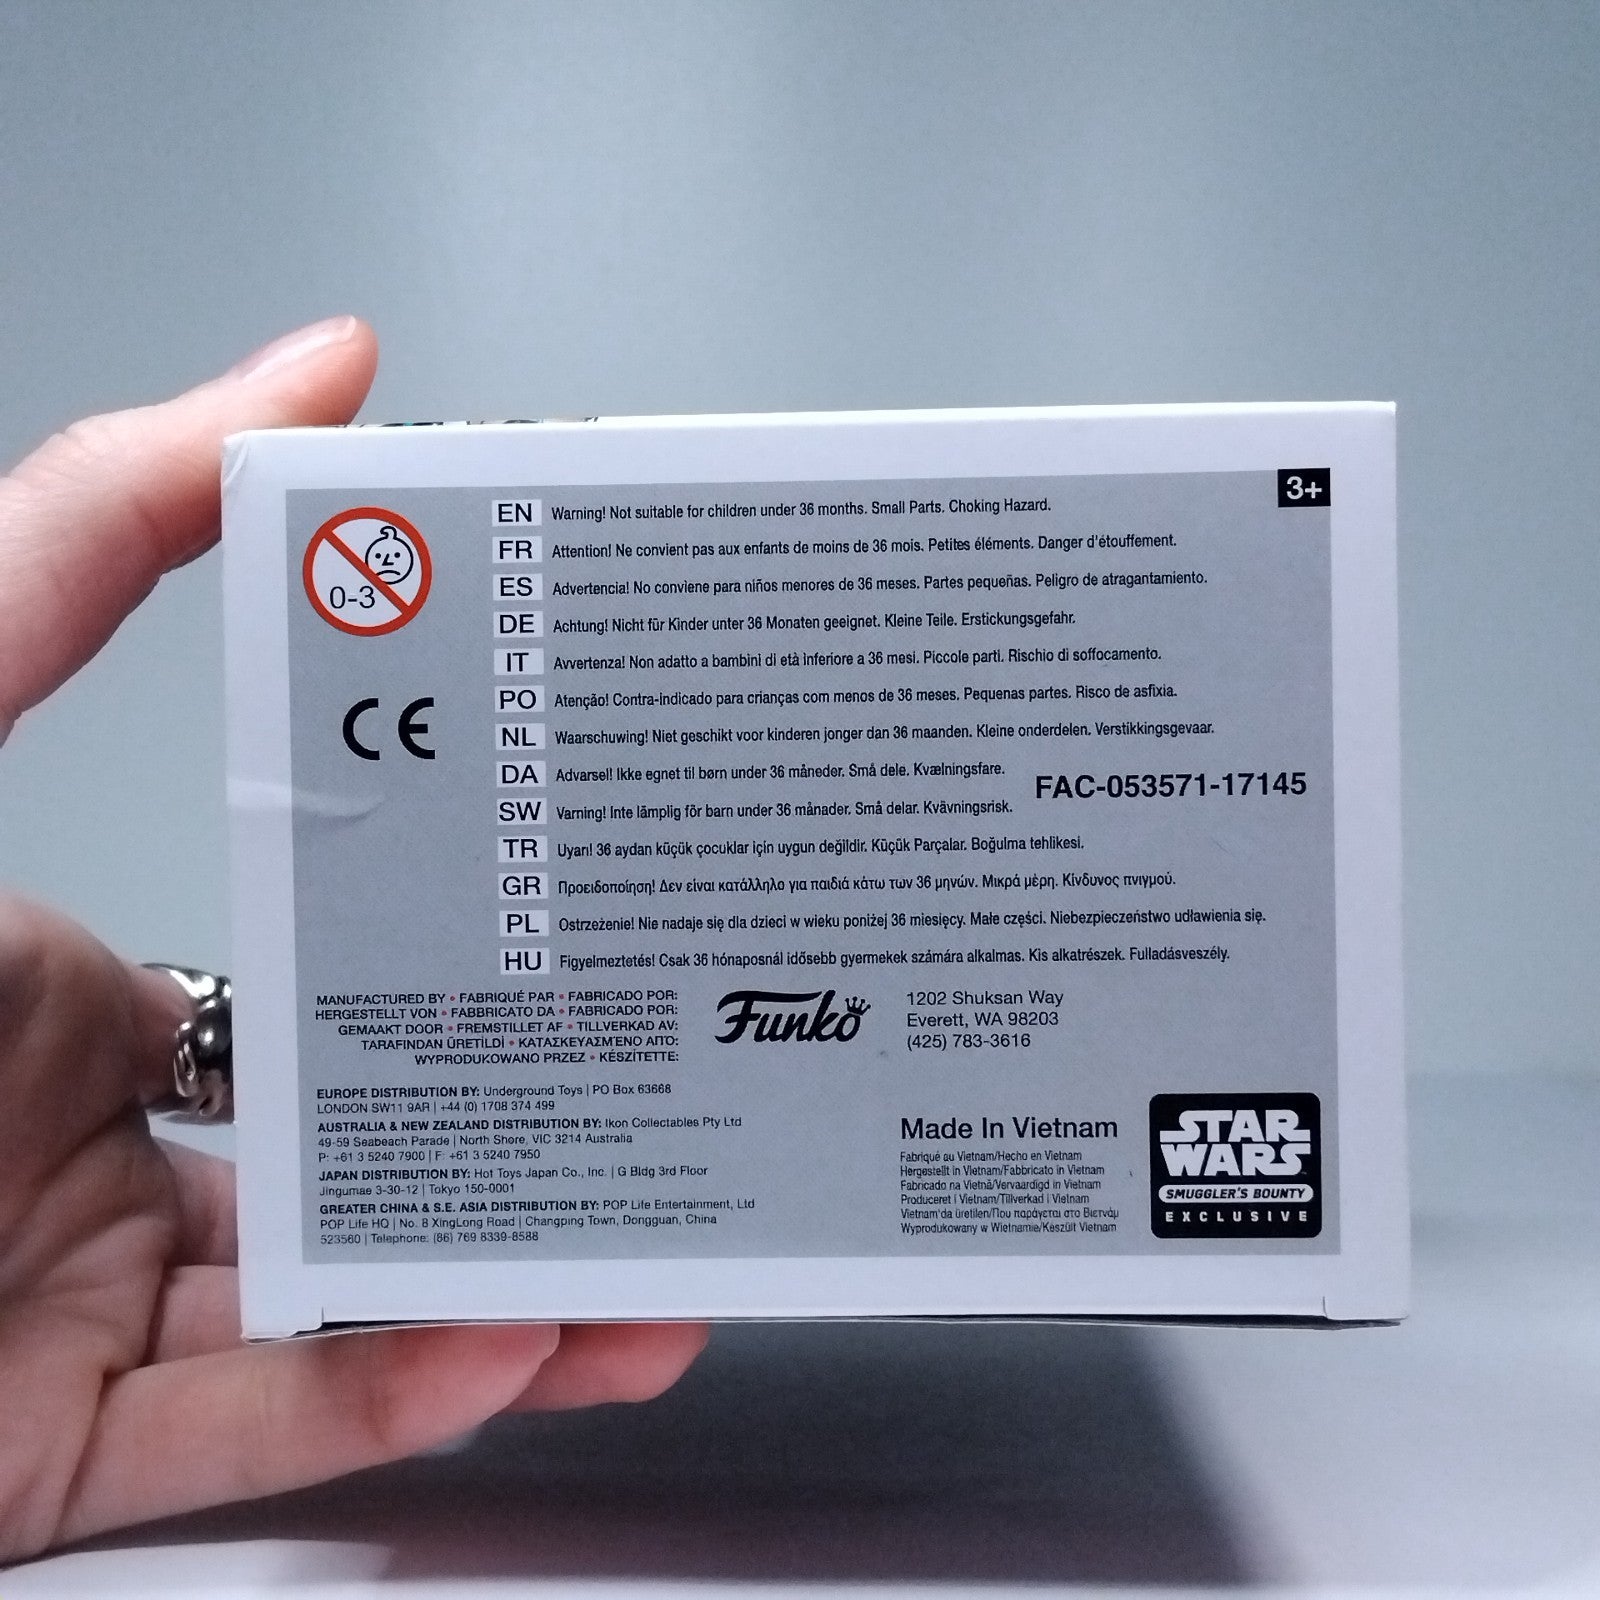 3+
0-3
EN Warning! Not suitable for children under 36 months. Small Parts. Choking Hazard.
FR Attention! Ne convient pas aux enfants de moins de 36 mois. Petites éléments. Danger d'étouffement.
ES Advertencia! No conviene para niños menores de 36 meses. Partes pequeñas. Peligro de atragantamiento.
DE Achtung! Nicht für Kinder unter 36 Monaten geeignet. Kleine Teile. Erstickungsgefahr.
IT Avvertenza! Non adatto a bambini di età inferiore a 36 mesi. Piccole parti. Rischio di soffocamento.
PO Atenção! Contra-indicado para crianças com menos de 36 meses. Pequenas partes. Risco de asfixia.
CE
NL Waarschuwing! Niet geschikt voor kinderen jonger dan 36 maanden. Kleine onderdelen. Verstikkingsgevaar.
DA Advarsel! Ikke egnet til børn under 36 måneder. Små dele. Kvælningsfare.
FAC-053571-17145
SW Varning! Inte lämplig för barn under 36 månader. Små delar. Kvävningsrisk.
TR Uyarı! 36 aydan küçük çocuklar için uygun değildir. Küçük Parçalar. Boğulma tehlikesi.
GR Προειδοποίηση! Δεν είναι κατάλληλο για παιδιά κάτω των 36 μηνών. Μικρά μέρη. Κίνδυνος πνιγμού.
PL Ostrzeżenie! Nie nadaje się dla dzieci w wieku poniżej 36 miesięcy. Małe części. Niebezpieczeństwo udławienia się.
HU Figyelmeztetés! Csak 36 hónaposnál idősebb gyermekek számára alkalmas. Kis alkatrészek. Fulladásveszély.
MANUFACTURED BY • FABRIQUÉ PAR • FABRICADO POR:
HERGESTELLT VON • FABBRICATO DA • FABRICADO POR:
GEMAAKT DOOR • FREMSTILLET AF • TILLVERKAD AV:
TARAFINDAN ÜRETİLDİ • ΚΑΤΑΣΚΕΥΑΣΜΈΝΟ ΑΠΌ:
WYPRODUKOWANO PRZEZ • KÉSZÍTETTE:
Funko
1202 Shuksan Way
Everett, WA 98203
(425) 783-3616
EUROPE DISTRIBUTION BY: Underground Toys | PO Box 63668
LONDON SW11 9AR | +44 (0) 1708 374 499
AUSTRALIA & NEW ZEALAND DISTRIBUTION BY: Ikon Collectables Pty Ltd
49-59 Seabeach Parade | North Shore, VIC 3214 Australia
P: +61 3 5240 7900 | F: +61 3 5240 7950
JAPAN DISTRIBUTION BY: Hot Toys Japan Co., Inc. | G Bldg 3rd Floor
Jingumae 3-30-12 | Tokyo 150-0001
GREATER CHINA & S.E. ASIA DISTRIBUTION BY: POP Life Entertainment, Ltd
POP Life HQ | No. 8 XingLong Road | Changping Town, Dongguan, China
523560 | Telephone: (86) 769 8339-8588
Made In Vietnam
Fabriqué au Vietnam/Hecho en Vietnam
Hergestellt in Vietnam/Fabbricato in Vietnam
Fabricado na Vietnã/Vervaardigd in Vietnam
Produceret i Vietnam/Tillverkad i Vietnam
Vietnam'da üretilen/Που παράγεται στο Βιετνάμ
Wyprodukowany w Wietnamie/Készült Vietnam
STAR
WARS
SMUGGLER'S BOUNTY
EXCLUSIVE